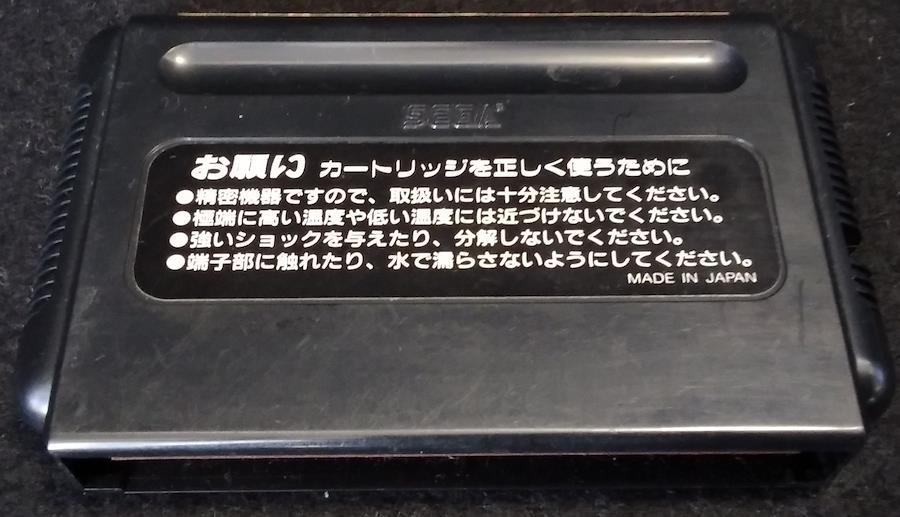 SEGA
お願い カートリッジを正しく使うために
●精密機器ですので、取扱いには十分注意してください。
●極端に高い温度や低い温度には近づけないでください。
●強いショックを与えたり、分解しないでください。
●端子部に触れたり、水で濡らさないようにしてください。
MADE IN JAPAN